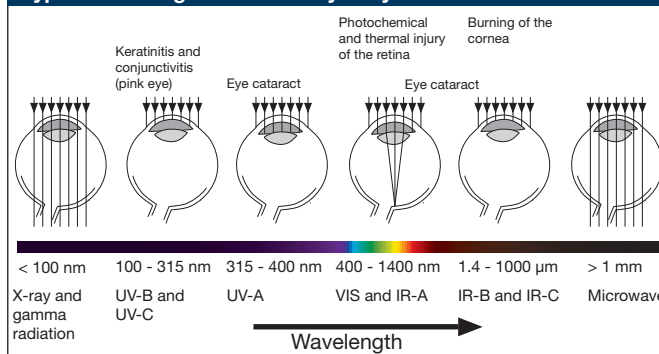 Photochemical
and thermal injury
of the retina
Burning of the
cornea
Keratinitis and
conjunctivitis
(pink eye)
Eye cataract
Eye cataract
< 100 nm
100 - 315 nm
315 - 400 nm
400 - 1400 nm
1.4 - 1000 µm
> 1 mm
X-ray and
gamma
radiation
UV-B and
UV-C
UV-A
VIS and IR-A
IR-B and IR-C
Microwave
Wavelength